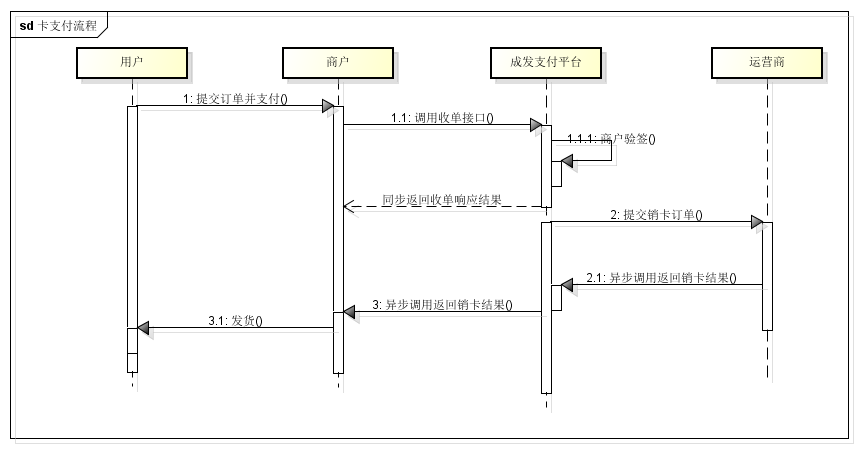 sd 卡支付流程
用户
商户
成发支付平台
运营商
1: 提交订单并支付()
1.1: 调用收单接口()
1.1.1: 商户验签()
同步返回收单响应结果
2: 提交销卡订单()
2.1: 异步调用返回销卡结果()
3: 异步调用返回销卡结果()
3.1: 发货()